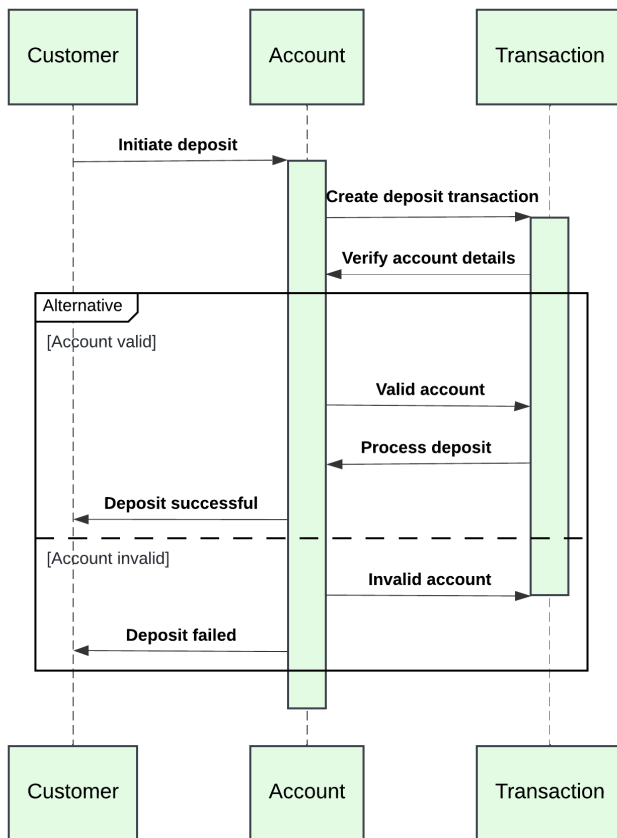 Customer
Account
Transaction
Initiate deposit
Create deposit transaction
Verify account details
Alternative
[Account valid]
Valid account
Process deposit
Deposit successful
[Account invalid]
Invalid account
Deposit failed
Customer
Account
Transaction